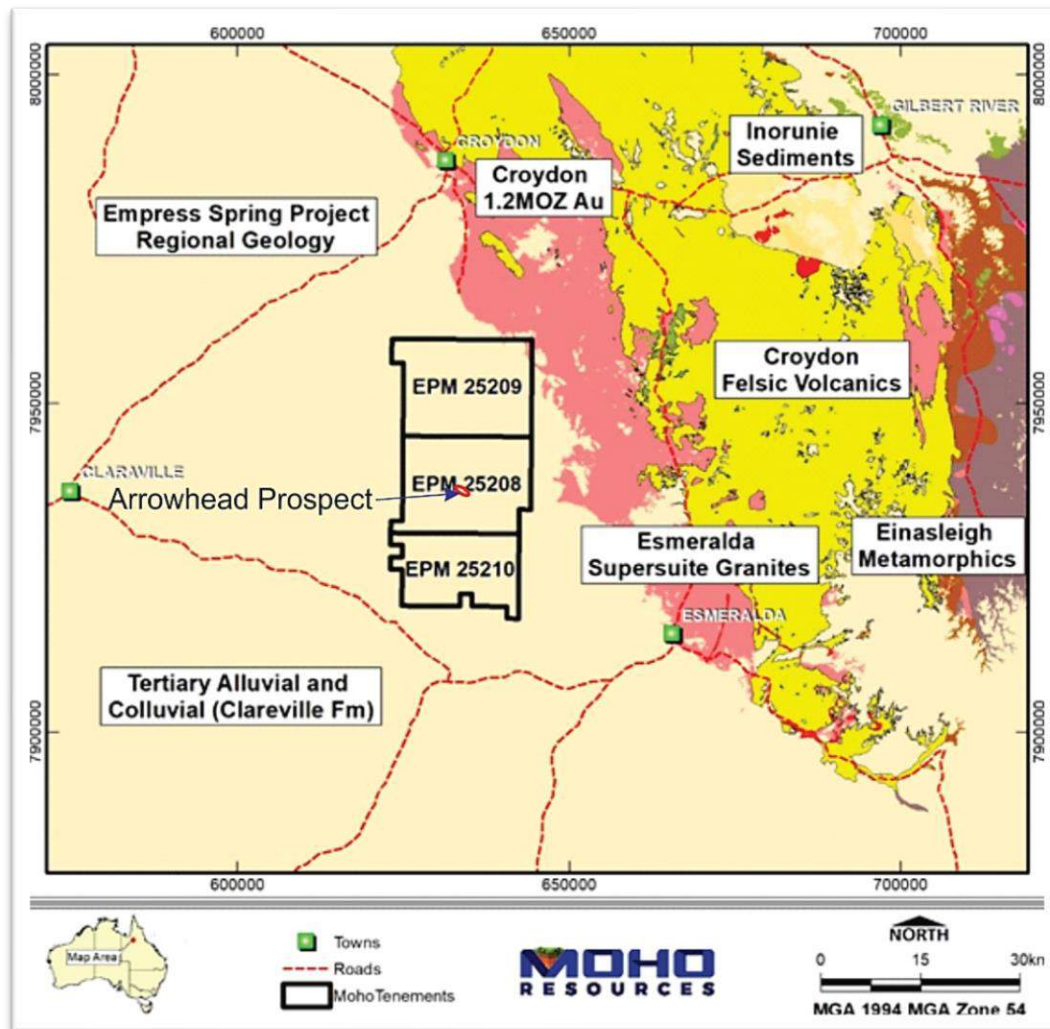 600000
650000
700000
8000000
8000000
GILBERT RIVER
Inorunie
Sediments
CROYDON
Croydon
1.2MOZ Au
Empress Spring Project
Regional Geology
EPM 25209
Croydon
Felsic Volcanics
7950000
7950000
CLARAVILLE
EPM 25208
Arrowhead Prospect
EPM 25210
Esmeralda
Supersuite Granites
Einasleigh
Metamorphics
ESMERALDA
Tertiary Alluvial and
Colluvial (Clareville Fm)
7900000
7900000
600000
650000
700000
Map Area
Towns
Roads
MohoTenements
MOHO
RESOURCES
NORTH
0 15 30kn
MGA 1994 MGA Zone 54